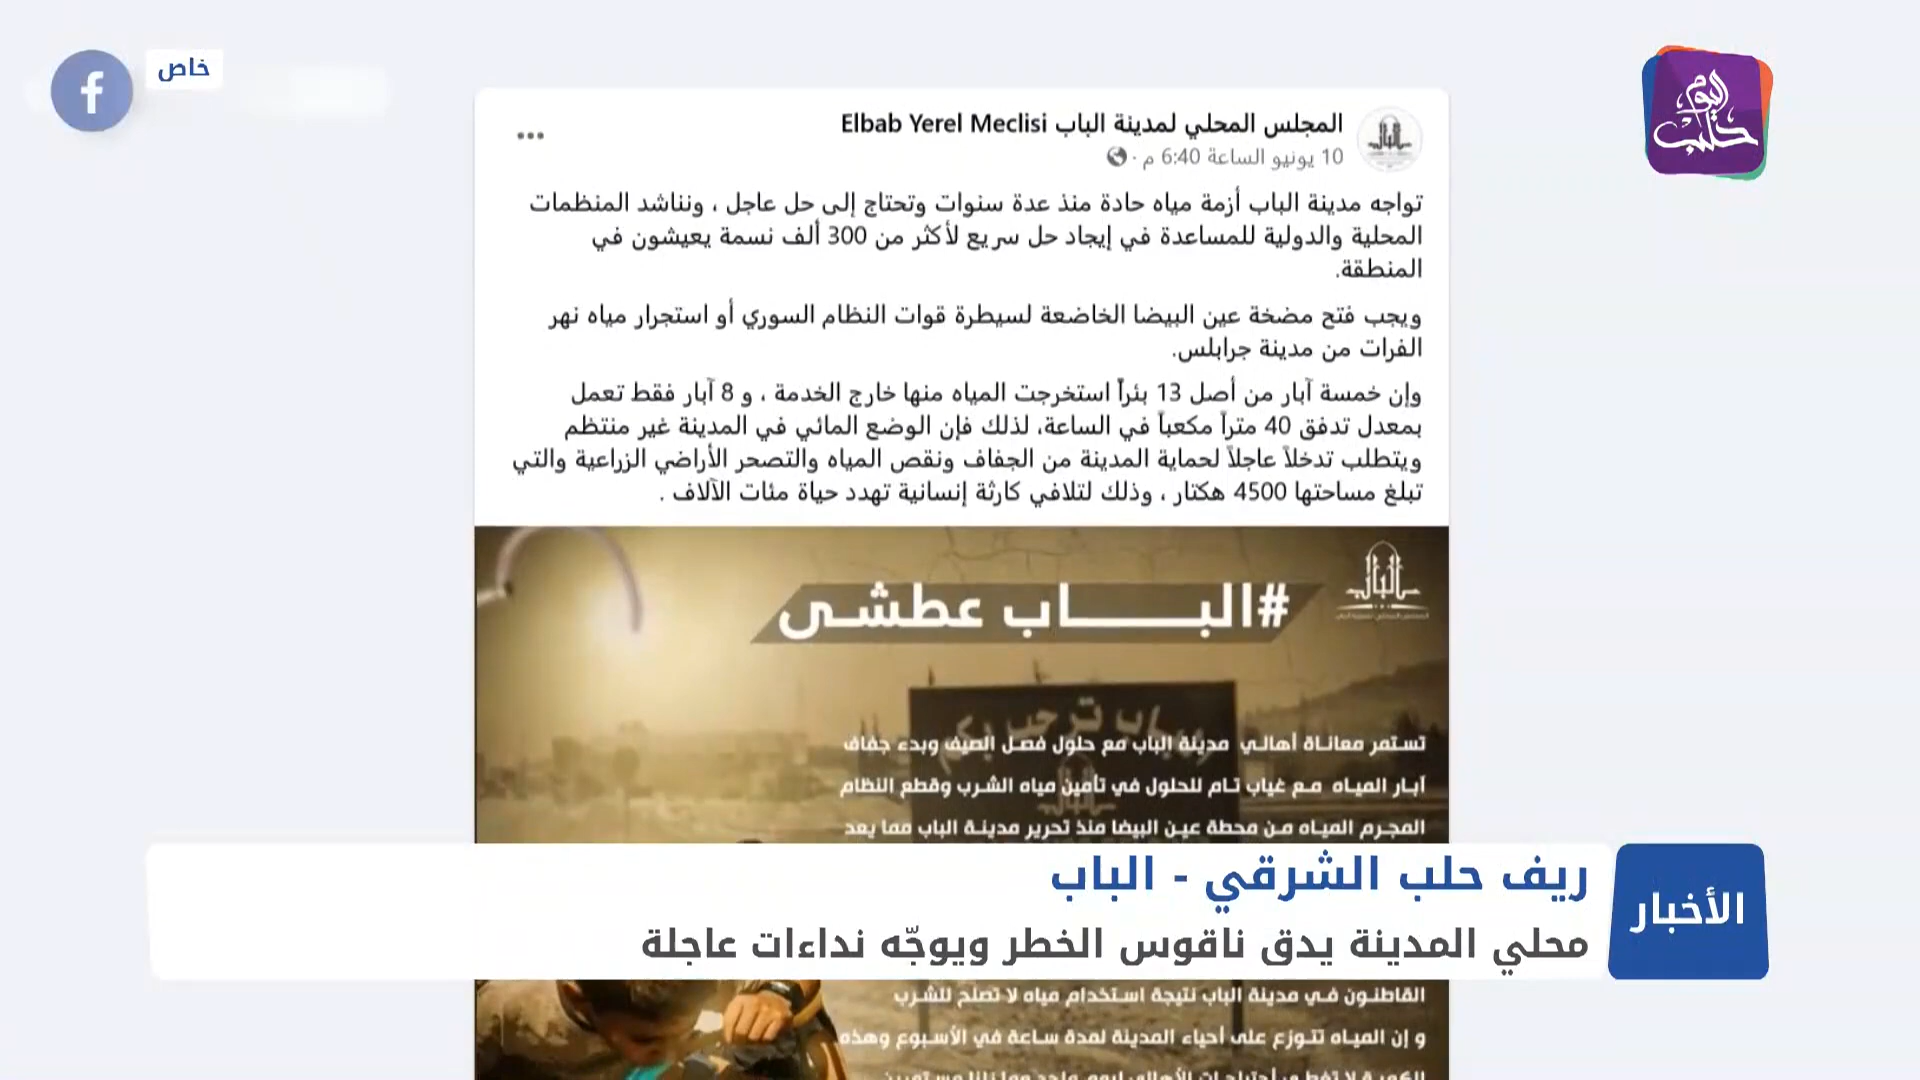 خاص
حلب اليوم
المجلس المحلي لمدينة الباب Elbab Yerel Meclisi
10 يونيو الساعة 6:40 م ·
تواجه مدينة الباب أزمة مياه حادة منذ عدة سنوات وتحتاج إلى حل عاجل ، ونناشد المنظمات
المحلية والدولية للمساعدة في إيجاد حل سريع لأكثر من 300 ألف نسمة يعيشون في
المنطقة.
ويجب فتح مضخة عين البيضا الخاضعة لسيطرة قوات النظام السوري أو استجرار مياه نهر
الفرات من مدينة جرابلس.
وإن خمسة آبار من أصل 13 بئراً استخرجت المياه منها خارج الخدمة ، و 8 آبار فقط تعمل
بمعدل تدفق 40 متراً مكعباً في الساعة، لذلك فإن الوضع المائي في المدينة غير منتظم
ويتطلب تدخلاً عاجلاً لحماية المدينة من الجفاف ونقص المياه والتصحر الأراضي الزراعية والتي
تبلغ مساحتها 4500 هكتار ، وذلك لتلافي كارثة إنسانية تهدد حياة مئات الآلاف .
#البـــــاب عطشى
الباب
الباب ترحب بكم
تستمر معاناة أهالي مدينة الباب مع حلول فصل الصيف وبدء جفاف
آبار المياه مع غياب تام للحلول في تأمين مياه الشرب وقطع النظام
المجرم المياه من محطة عين البيضا منذ تحرير مدينة الباب مما يعد
الأخبار
ريف حلب الشرقي - الباب
محلي المدينة يدق ناقوس الخطر ويوجّه نداءات عاجلة
القاطنون في مدينة الباب نتيجة استخدام مياه لا تصلح للشرب
و إن المياه تتوزع على أحياء المدينة لمدة ساعة في الأسبوع وهذه